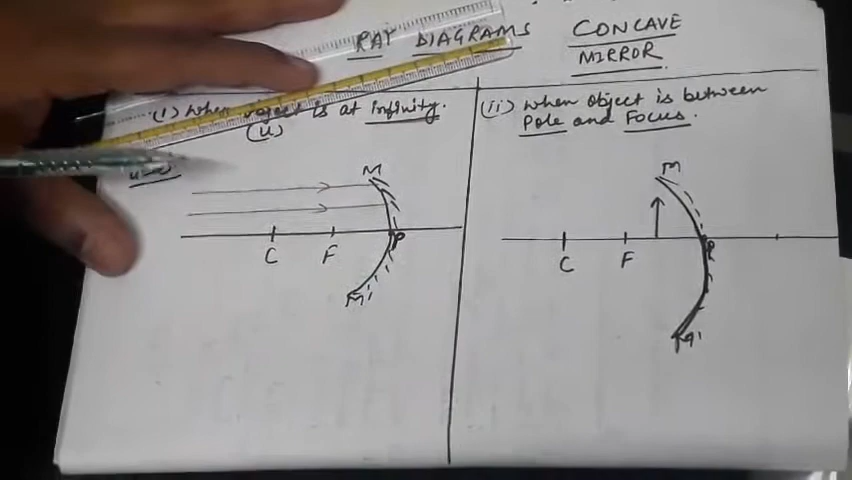 RAY DIAGRAMS CONCAVE
MIRROR.
(i) When object is at infinity.
(u)
(ii) When object is between
Pole and Focus.
M
C F P
M'
M
C F P
M'